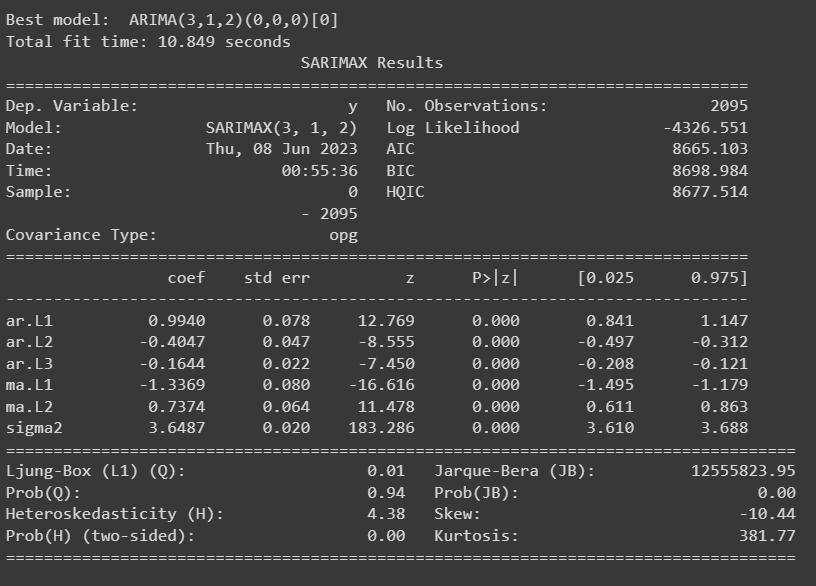 Best model:  ARIMA(3,1,2)(0,0,0)[0]
Total fit time: 10.849 seconds
                               SARIMAX Results
==============================================================================
Dep. Variable:                      y   No. Observations:                 2095
Model:               SARIMAX(3, 1, 2)   Log Likelihood               -4326.551
Date:                Thu, 08 Jun 2023   AIC                           8665.103
Time:                        00:55:36   BIC                           8698.984
Sample:                             0   HQIC                          8677.514
                               - 2095
Covariance Type:                  opg
==============================================================================
                 coef    std err          z      P>|z|      [0.025      0.975]
------------------------------------------------------------------------------
ar.L1          0.9940      0.078     12.769      0.000       0.841       1.147
ar.L2         -0.4047      0.047     -8.555      0.000      -0.497      -0.312
ar.L3         -0.1644      0.022     -7.450      0.000      -0.208      -0.121
ma.L1         -1.3369      0.080    -16.616      0.000      -1.495      -1.179
ma.L2          0.7374      0.064     11.478      0.000       0.611       0.863
sigma2         3.6487      0.020    183.286      0.000       3.610       3.688
===================================================================================
Ljung-Box (L1) (Q):                   0.01   Jarque-Bera (JB):          12555823.95
Prob(Q):                              0.94   Prob(JB):                         0.00
Heteroskedasticity (H):               4.38   Skew:                           -10.44
Prob(H) (two-sided):                  0.00   Kurtosis:                       381.77
===================================================================================